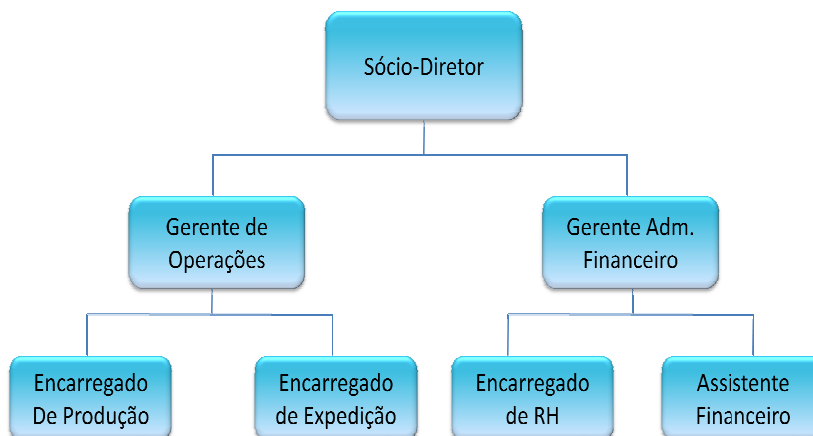 Sócio-Diretor
Gerente de
Operações
Gerente Adm.
Financeiro
Encarregado
De Produção
Encarregado
de Expedição
Encarregado
de RH
Assistente
Financeiro